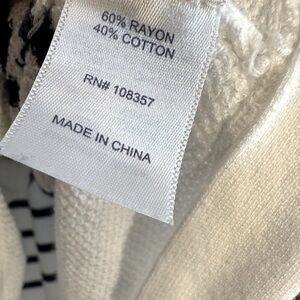 60% RAYON
40% COTTON
RN# 108357
MADE IN CHINA